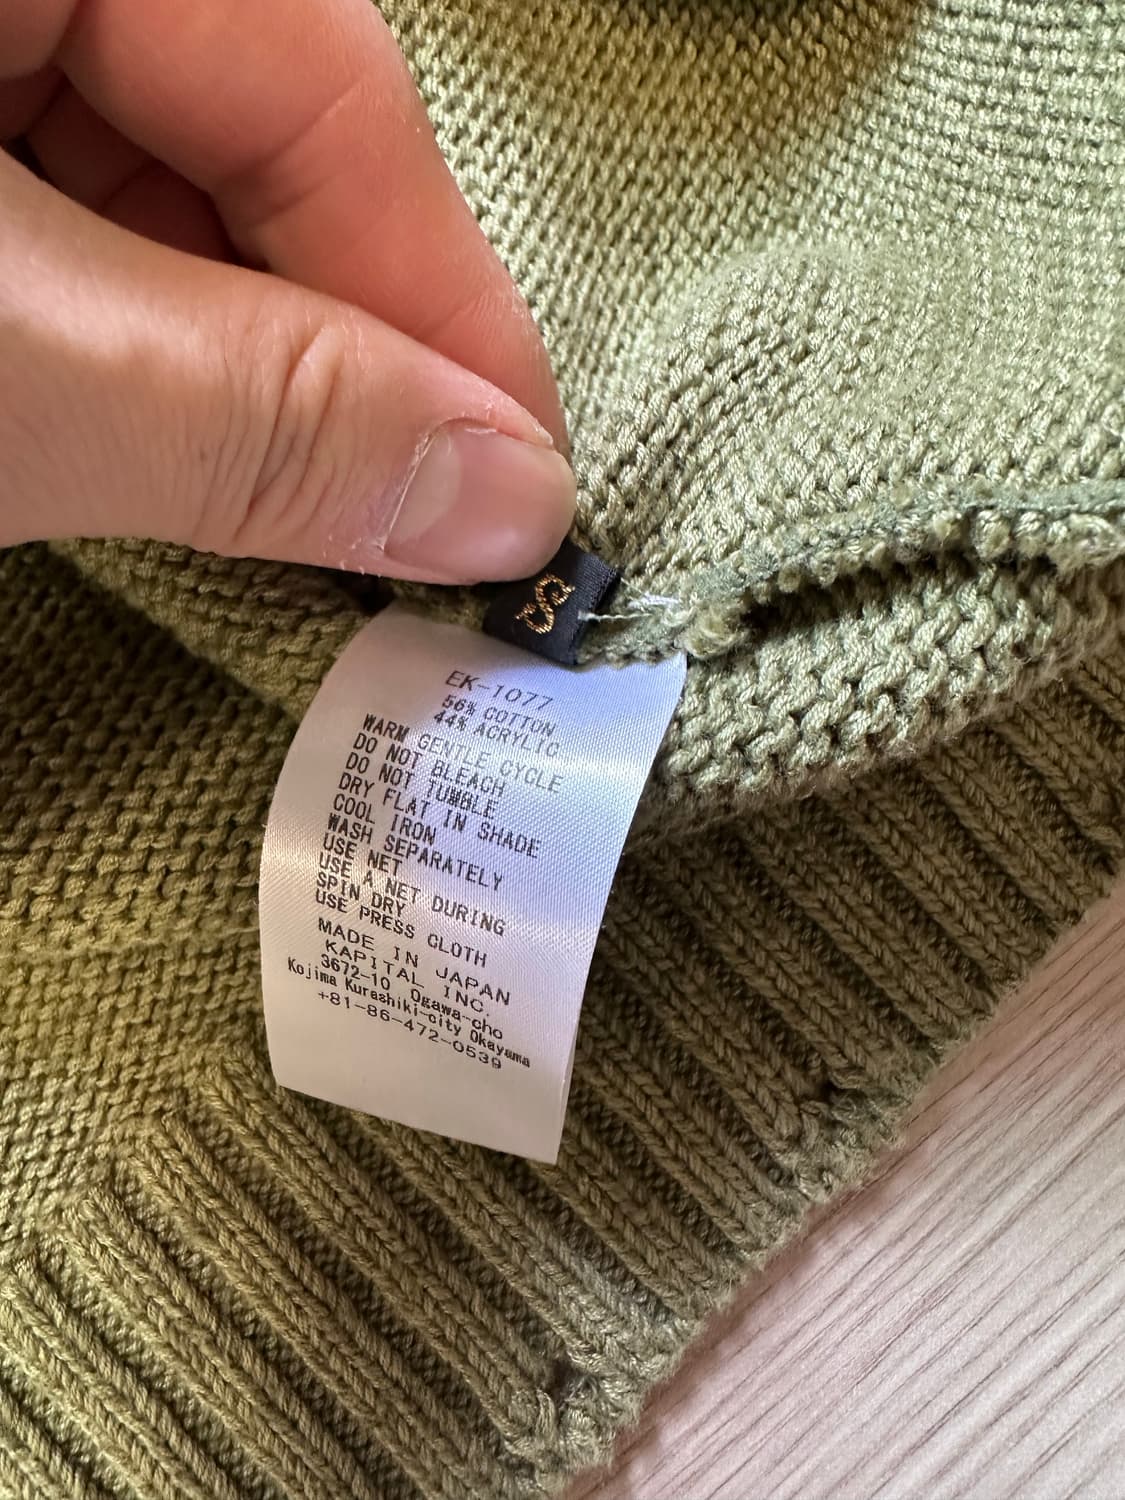 S
EK-1077
56% COTTON
44% ACRYLIC
WARM GENTLE CYCLE
DO NOT BLEACH
DO NOT TUMBLE
DRY FLAT IN SHADE
COOL IRON
WASH SEPARATELY
USE NET
USE A NET DURING
SPIN DRY
USE PRESS CLOTH
MADE IN JAPAN
KAPITAL INC.
3672-10 Ogawa-cho
Kojima Kurashiki-city Okayama
+81-86-472-0539